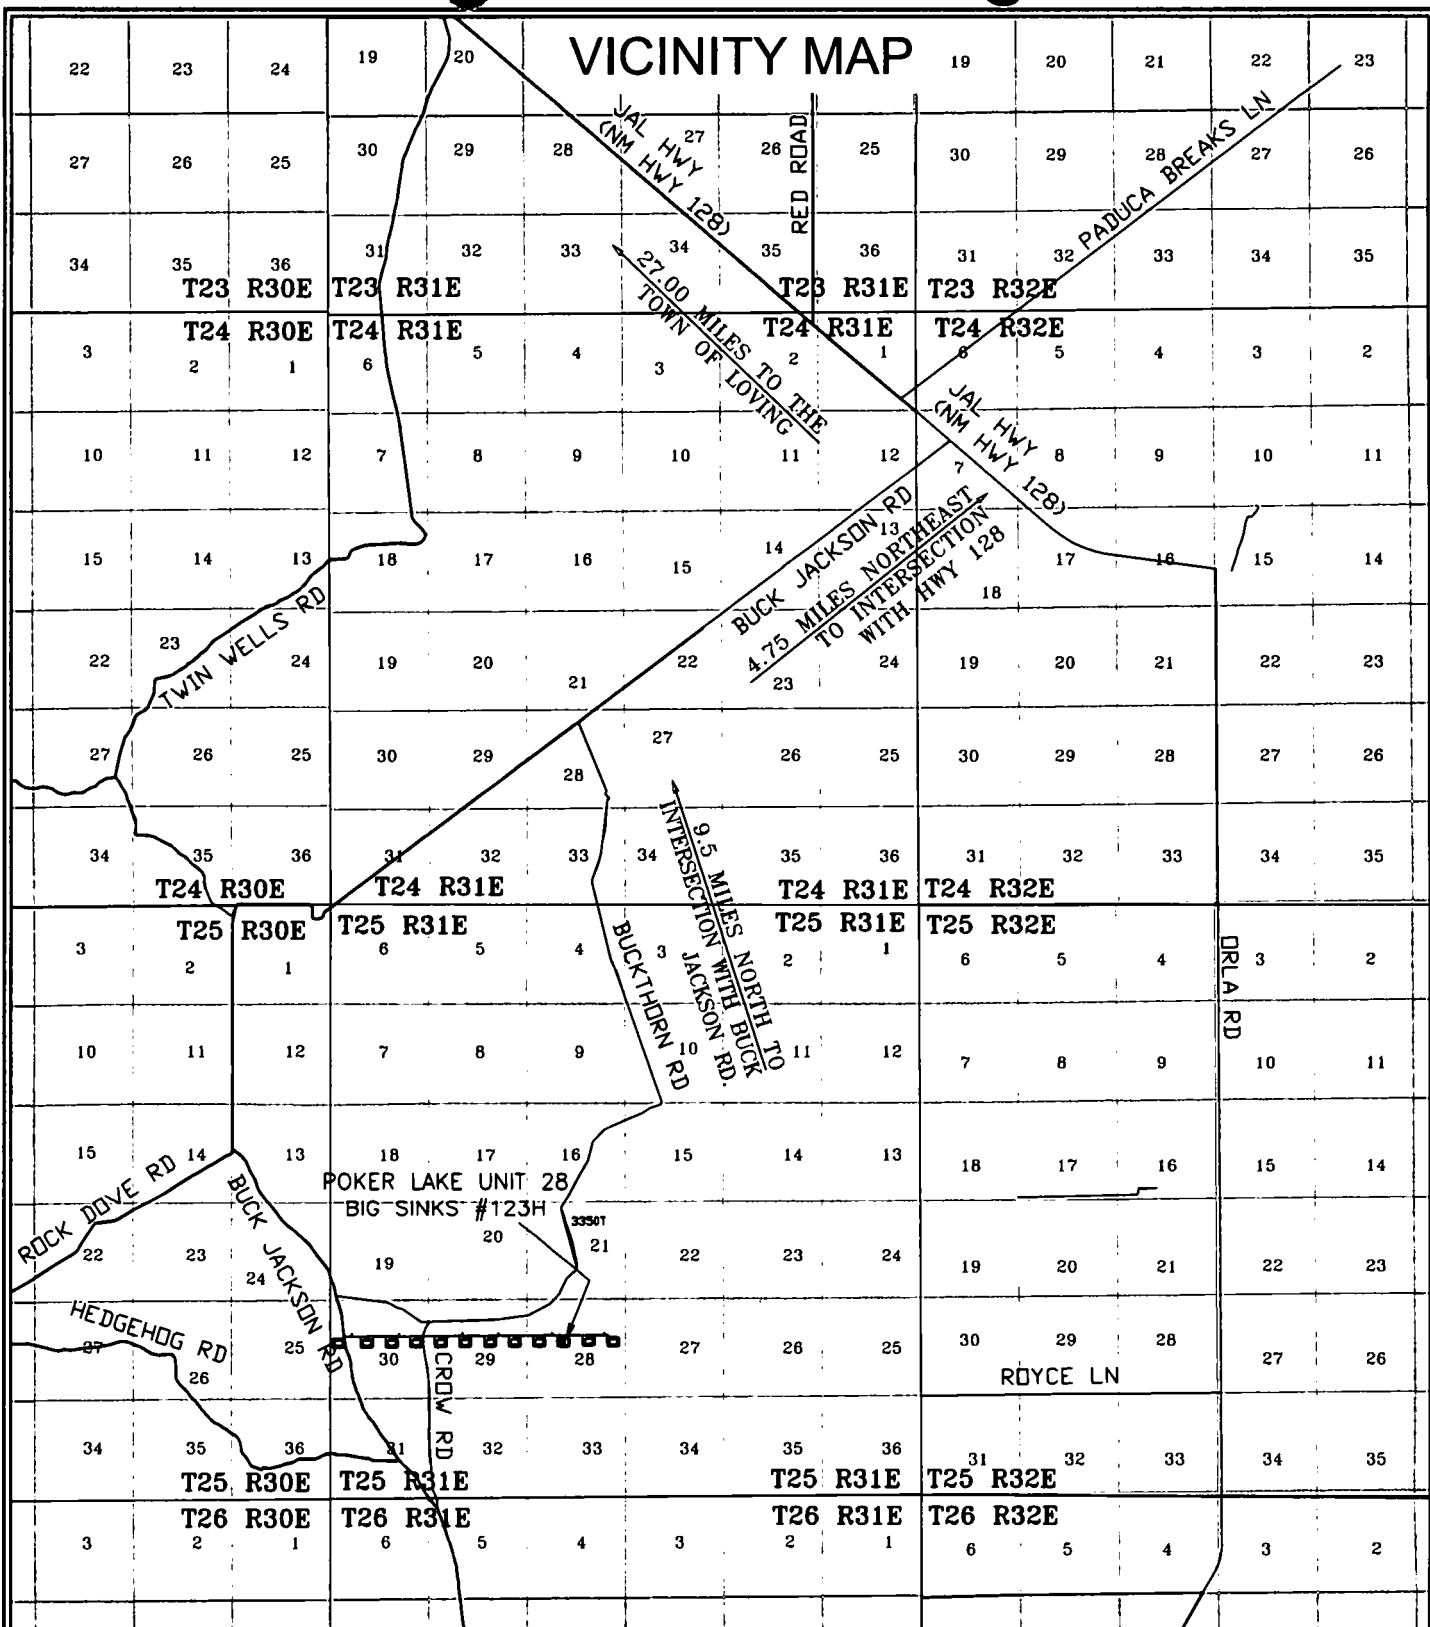 VICINITY MAP
22 23 24 19 20 19 20 21 22 23
JAL HWY
(NM HWY 128)
RED ROAD
PADUCA BREAKS LN
27 26 25 30 29 28 27 26 25 30 29 28 27 26
34 35 36 31 32 33 34 35 36 31 32 33 34 35
T23 R30E T23 R31E T23 R31E T23 R32E
T24 R30E T24 R31E T24 R31E T24 R32E
27.00 MILES TO THE
TOWN OF LOVING
3 2 1 6 5 4 3 2 1 6 5 4 3 2
JAL HWY
(NM HWY 128)
10 11 12 7 8 9 10 11 12 7 8 9 10 11
BUCK JACKSON RD
4.75 MILES NORTHEAST
TO INTERSECTION
WITH HWY 128
15 14 13 18 17 16 15 14 13 18 17 16 15 14
TWIN WELLS RD
22 23 24 19 20 21 22 23 24 19 20 21 22 23
27 26 25 30 29 28 27 26 25 30 29 28 27 26
34 35 36 31 32 33 34 35 36 31 32 33 34 35
T24 R30E T24 R31E T24 R31E T24 R32E
T25 R30E T25 R31E T25 R31E T25 R32E
9.5 MILES NORTH TO
INTERSECTION WITH BUCK
JACKSON RD.
BUCKTHORN RD
ORLA RD
3 2 1 6 5 4 3 2 1 6 5 4 3 2
10 11 12 7 8 9 10 11 12 7 8 9 10 11
15 14 13 18 17 16 15 14 13 18 17 16 15 14
ROCK DOVE RD
BUCK JACKSON RD
POKER LAKE UNIT 28
BIG SINKS #123H
3350'
22 23 24 19 20 21 22 23 24 19 20 21 22 23
HEDGEHOG RD
27 26 25 30 29 28 27 26 25 30 29 28 27 26
CROW RD
ROYCE LN
34 35 36 31 32 33 34 35 36 31 32 33 34 35
T25 R30E T25 R31E T25 R31E T25 R32E
T26 R30E T26 R31E T26 R31E T26 R32E
3 2 1 6 5 4 3 2 1 6 5 4 3 2